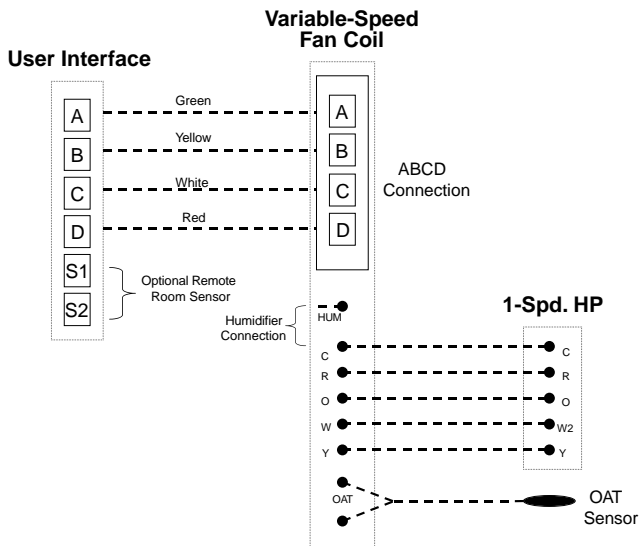 Variable-Speed
Fan Coil
User Interface
A
Green
A
B
Yellow
B
ABCD
Connection
C
White
C
D
Red
D
S1
Optional Remote
Room Sensor
S2
HUM
Humidifier
Connection
1-Spd. HP
C
C
R
R
O
O
W
W2
Y
Y
OAT
OAT
Sensor